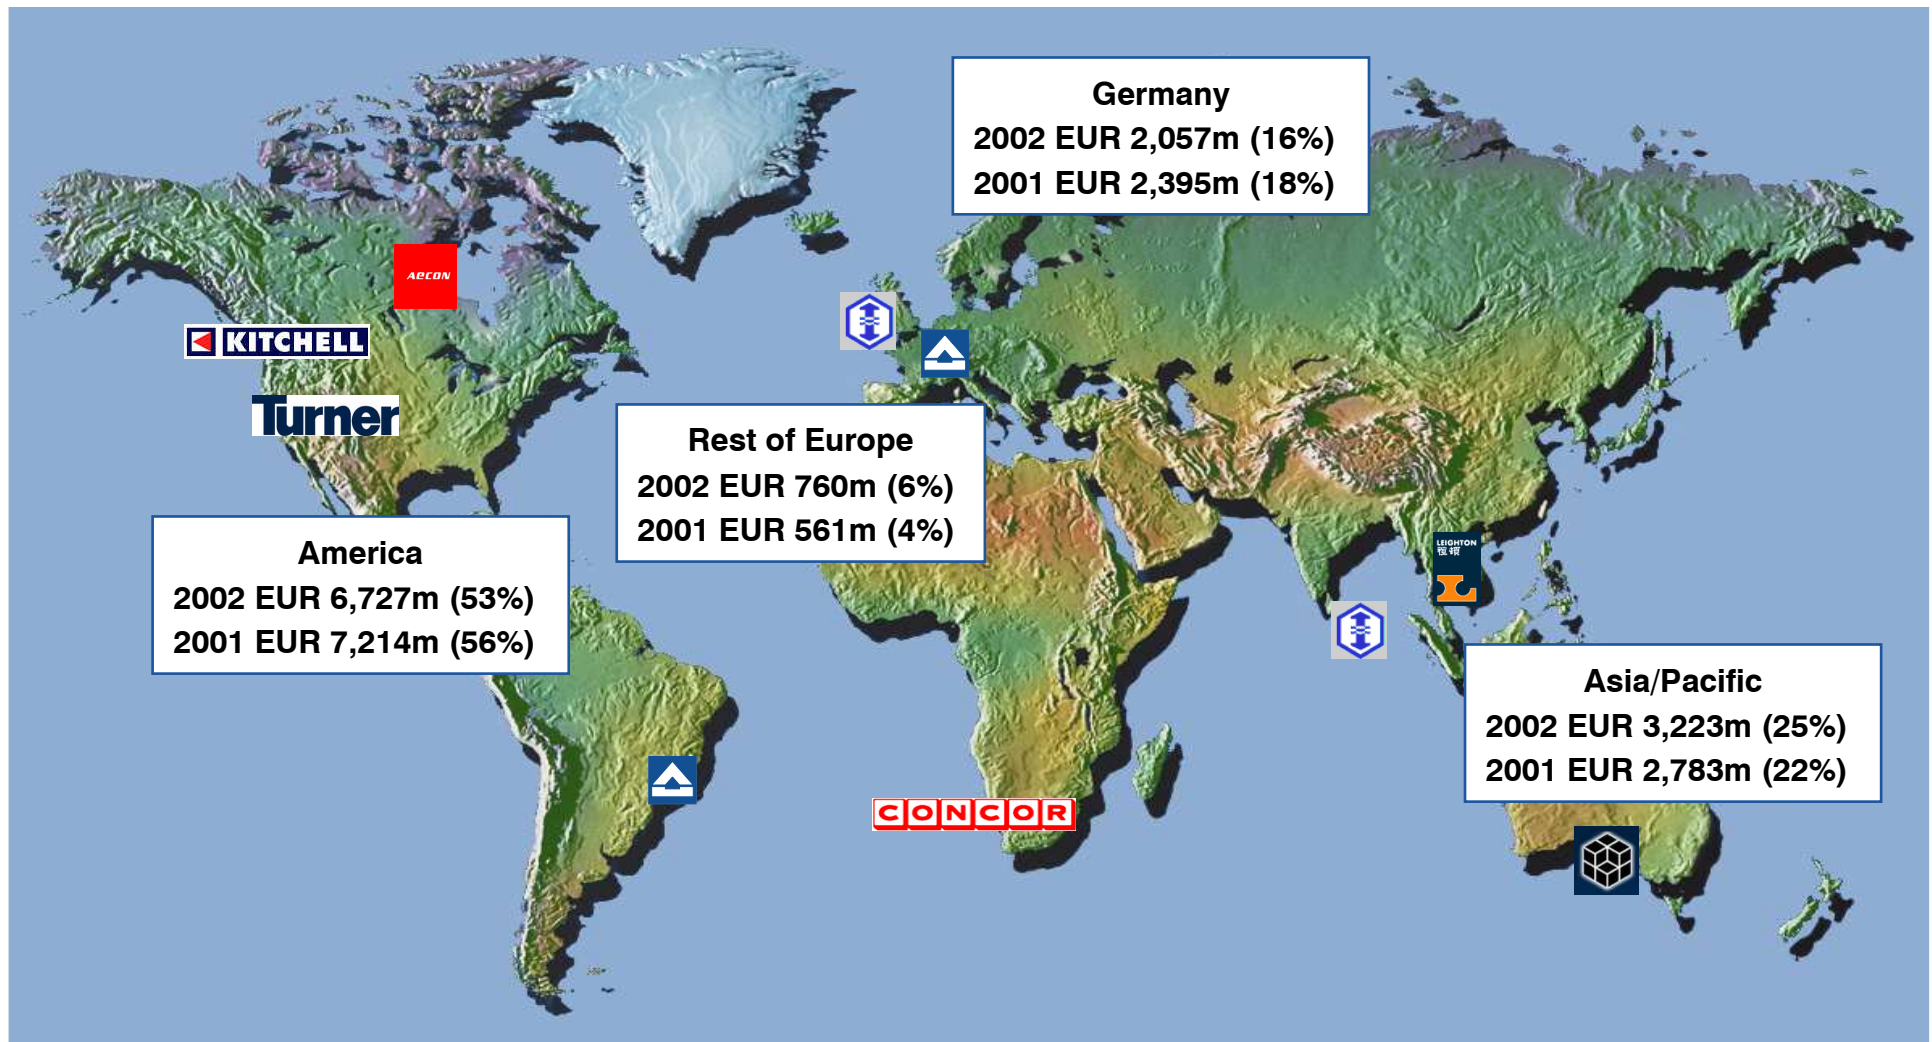 Germany
2002 EUR 2,057m (16%)
2001 EUR 2,395m (18%)
AECON
KITCHELL
Turner
Rest of Europe
2002 EUR 760m (6%)
2001 EUR 561m (4%)
America
2002 EUR 6,727m (53%)
2001 EUR 7,214m (56%)
LEIGHTON
Asia/Pacific
2002 EUR 3,223m (25%)
2001 EUR 2,783m (22%)
CONCOR